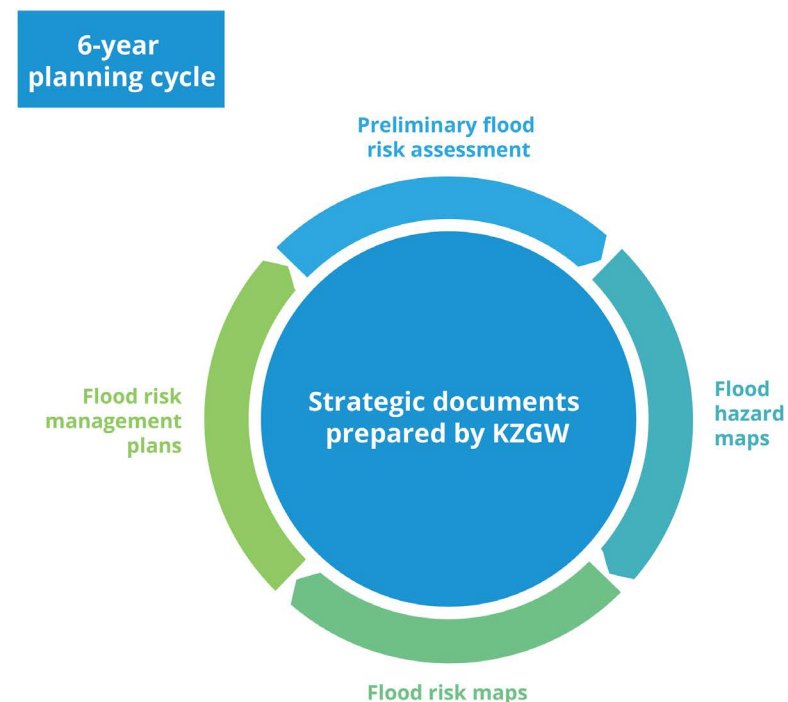 6-year
planning cycle
Preliminary flood
risk assessment
Flood
hazard
maps
Flood risk maps
Flood risk
management
plans
Strategic documents
prepared by KZGW